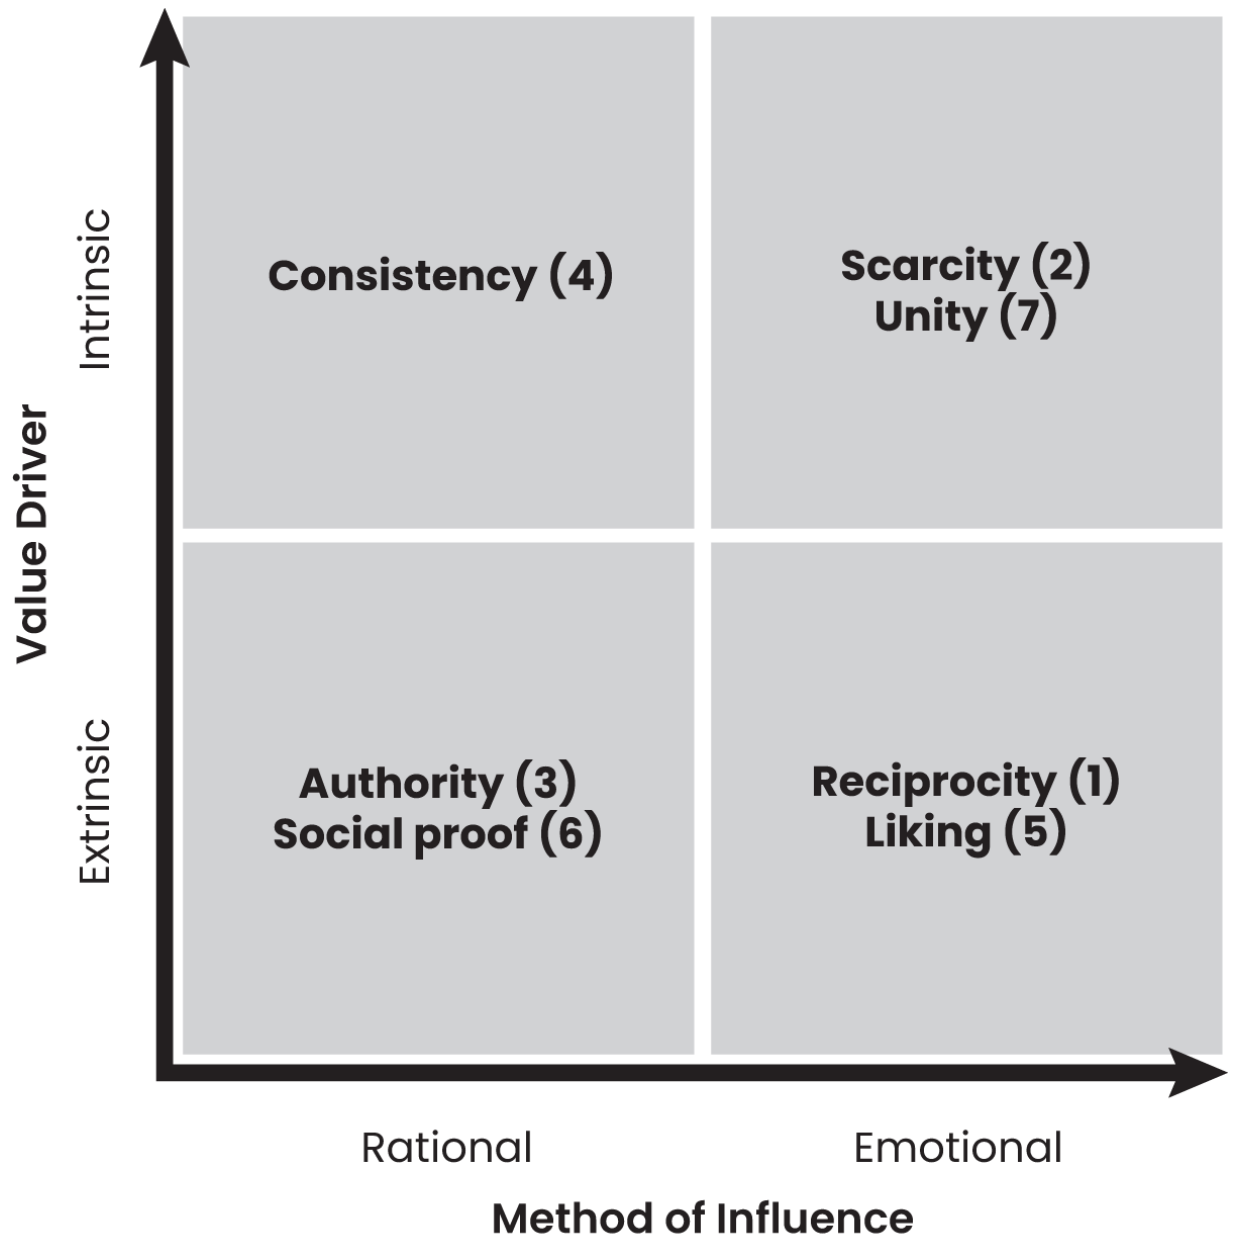 Value Driver
Intrinsic
Extrinsic
Consistency (4)
Scarcity (2)
Unity (7)
Authority (3)
Social proof (6)
Reciprocity (1)
Liking (5)
Rational
Emotional
Method of Influence